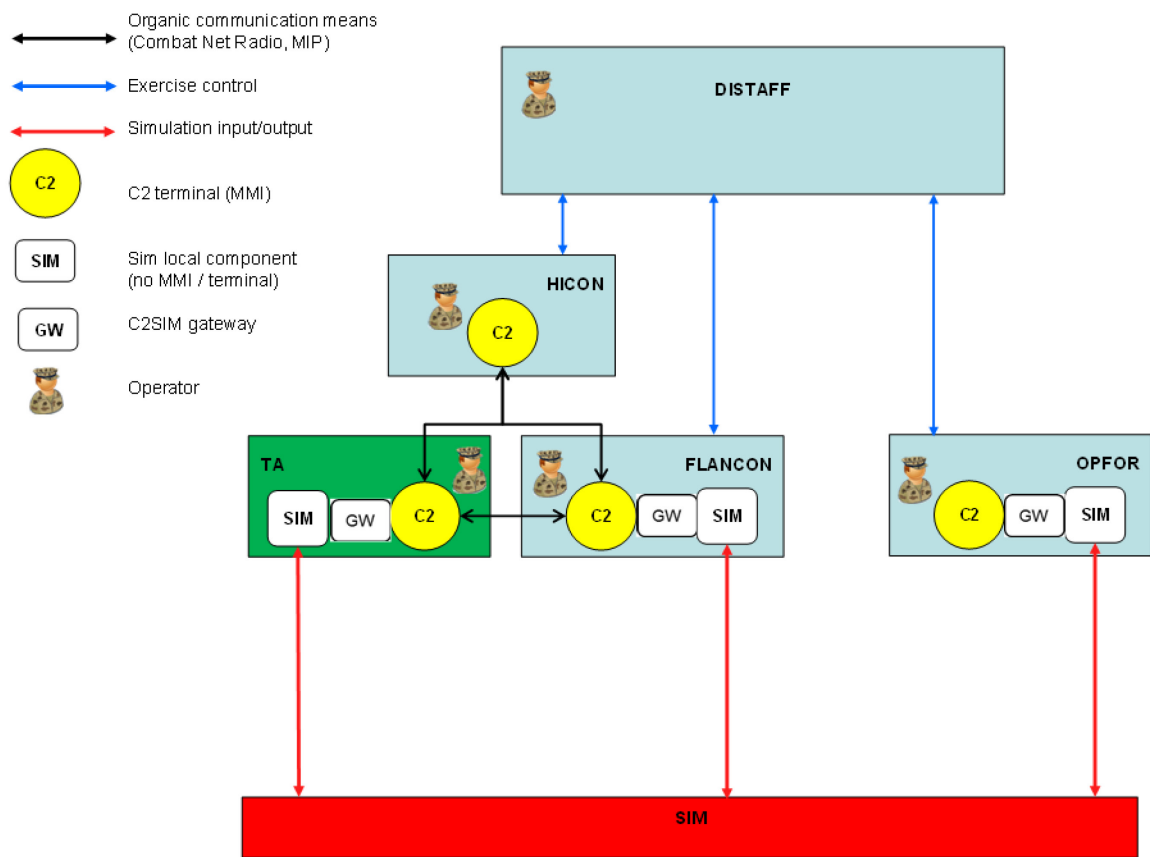 Organic communication means
(Combat Net Radio, MIP)
Exercise control
Simulation input/output
C2
C2 terminal (MMI)
SIM
Sim local component
(no MMI / terminal)
GW
C2SIM gateway
Operator
DISTAFF
HICON
C2
TA
SIM
GW
C2
FLANCON
C2
GW
SIM
OPFOR
C2
GW
SIM
SIM